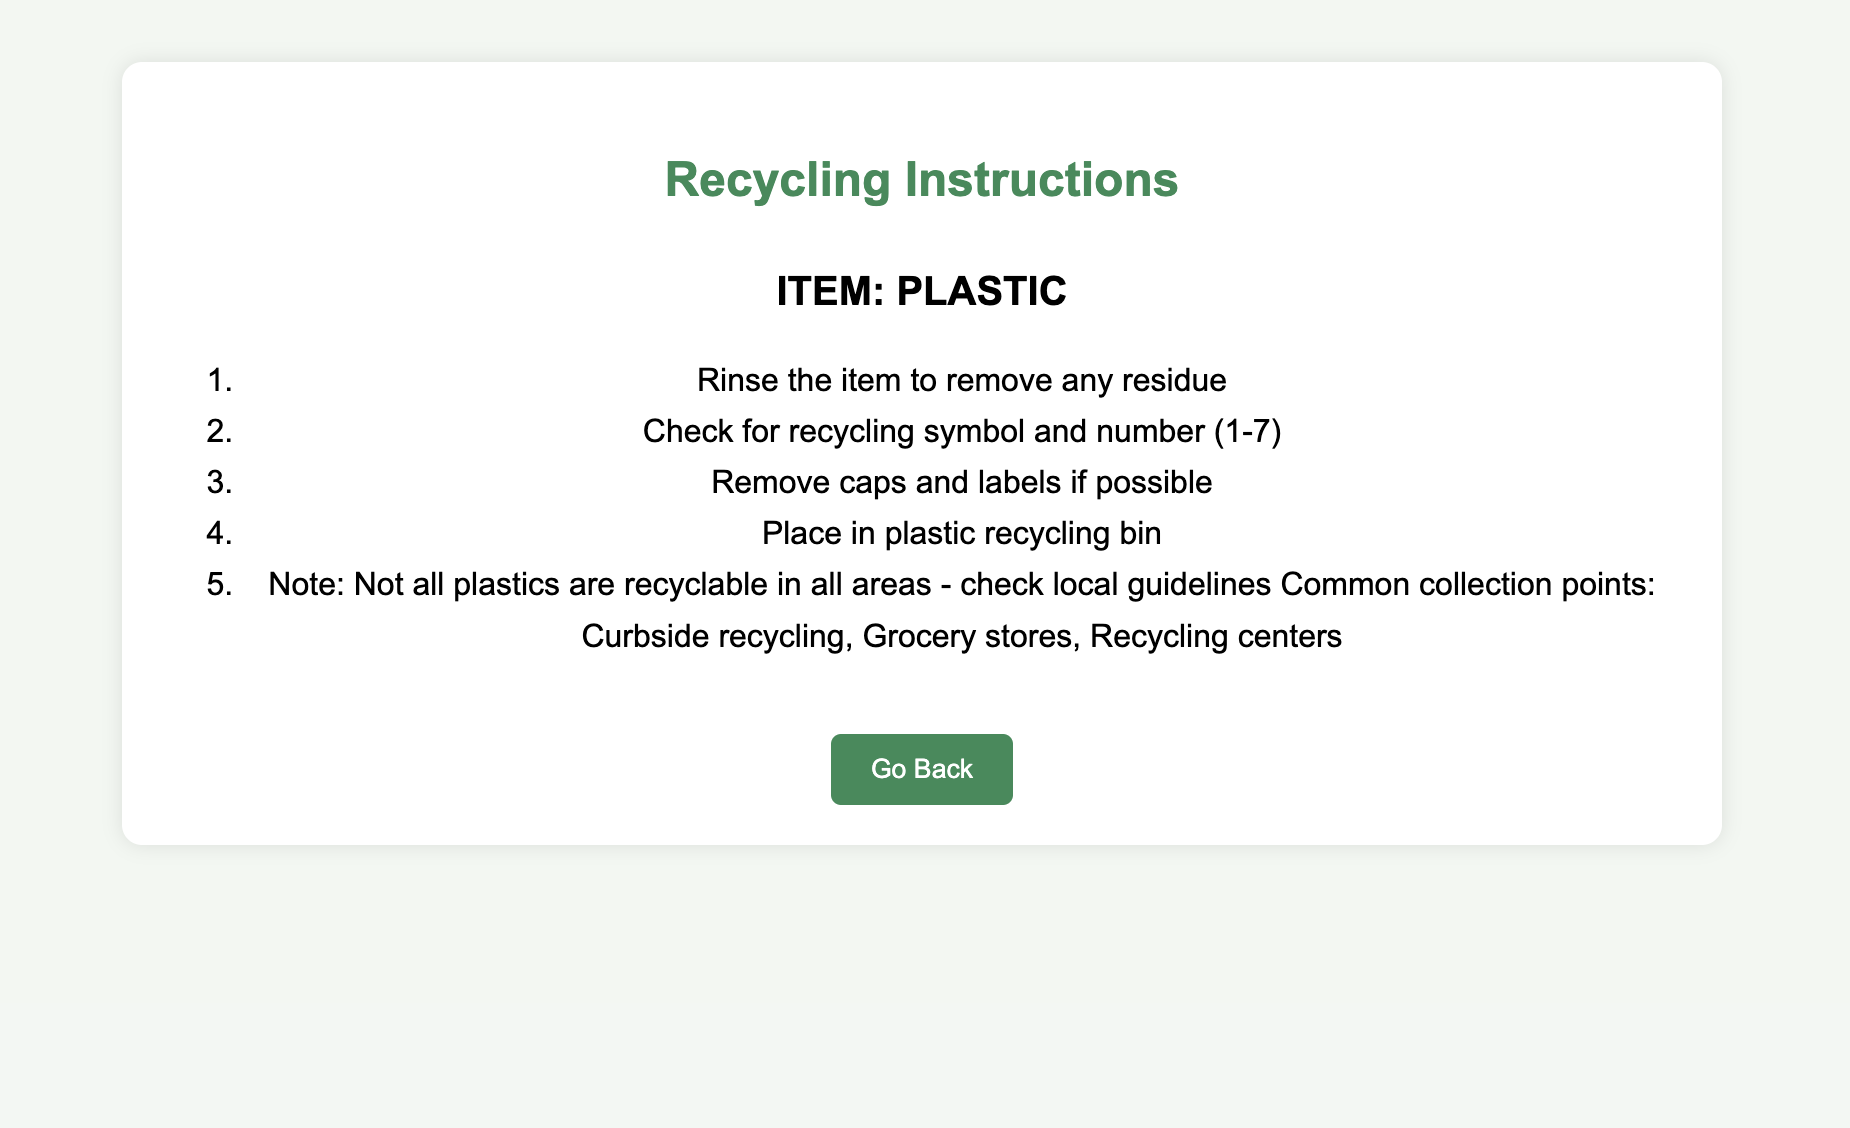 Recycling Instructions
ITEM: PLASTIC
1. Rinse the item to remove any residue
2. Check for recycling symbol and number (1-7)
3. Remove caps and labels if possible
4. Place in plastic recycling bin
5. Note: Not all plastics are recyclable in all areas - check local guidelines Common collection points:
Curbside recycling, Grocery stores, Recycling centers
Go Back